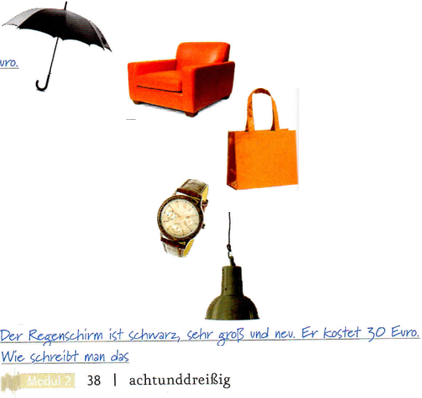 uro.
Der Regenschirm ist schwarz, sehr groß und neu. Er kostet 30 Euro.
Wie schreibt man das
Modul 2 38 | achtunddreißig